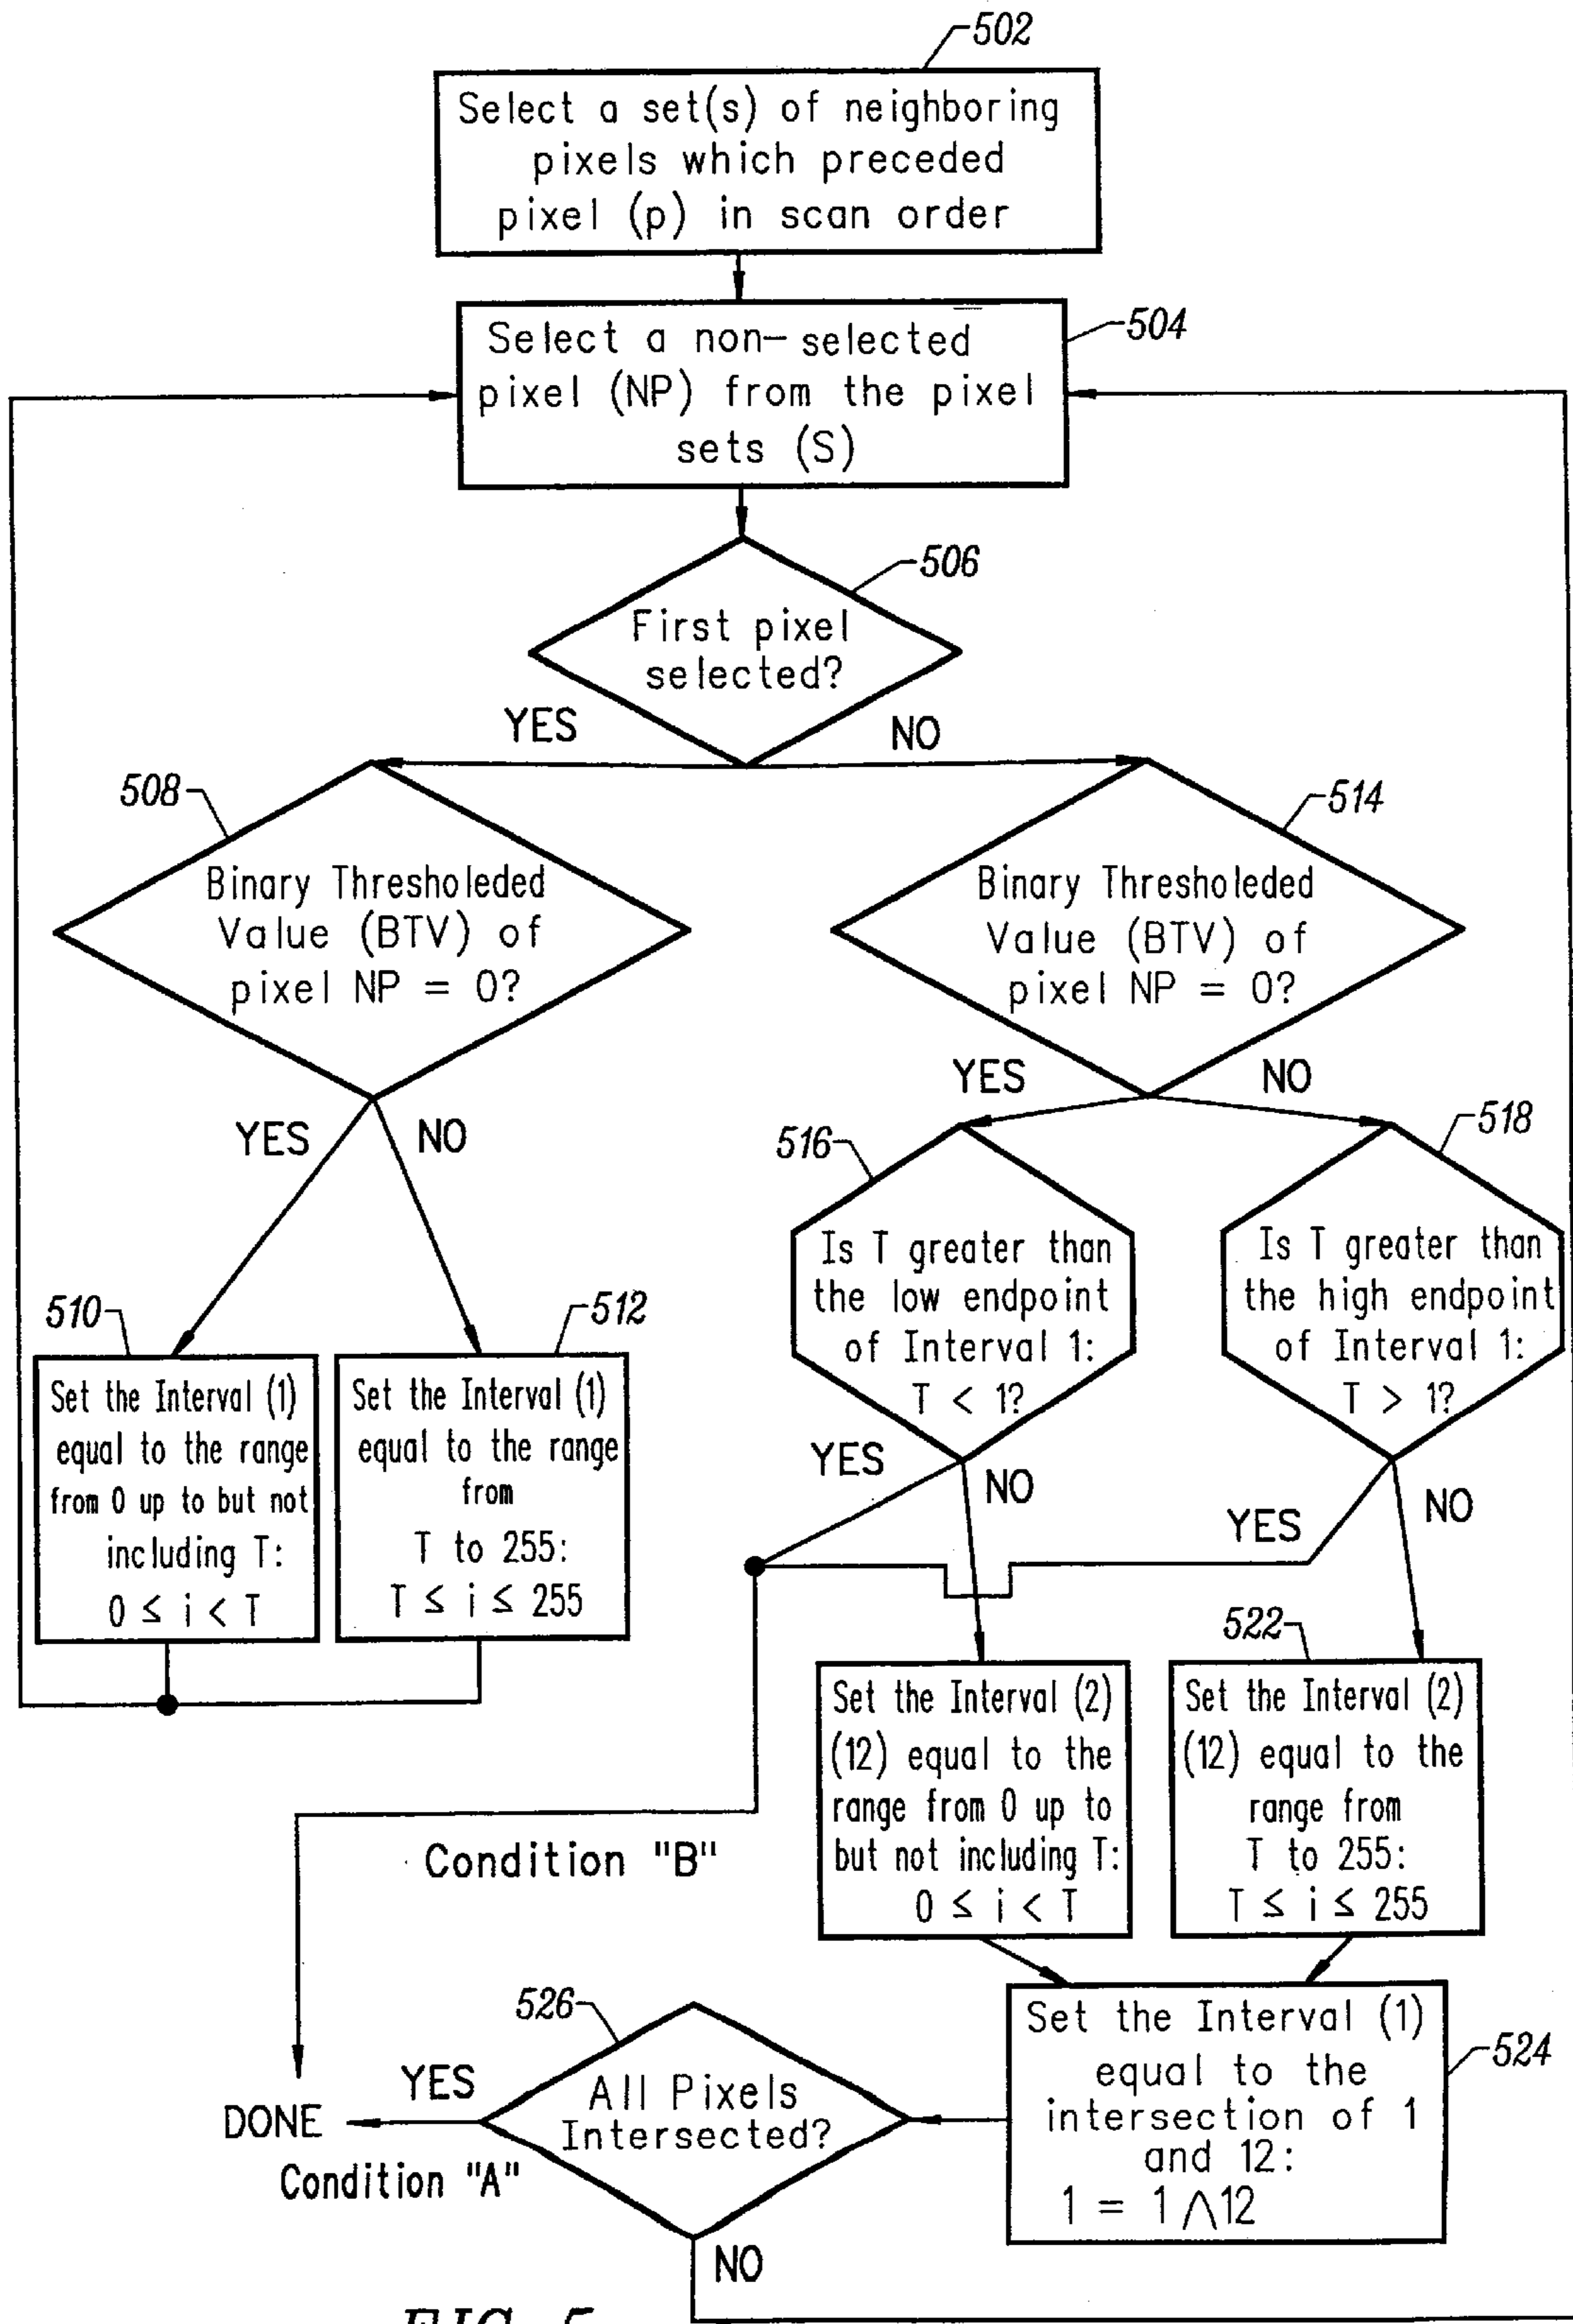 502
Select a set(s) of neighboring
pixels which preceded
pixel (p) in scan order
504
Select a non- selected
pixel (NP) from the pixel
sets (S)
506
First pixel
selected?
YES
NO
508
Binary Thresholeded
Value (BTV) of
pixel NP = 0?
514
Binary Thresholeded
Value (BTV) of
pixel NP = 0?
YES
NO
YES
NO
510
Set the Interval (1)
equal to the range
from 0 up to but not
including T:
0 ≤ i < T
512
Set the Interval (1)
equal to the range
from
T to 255:
T ≤ i ≤ 255
516
Is T greater than
the low endpoint
of Interval 1:
T < 1?
518
Is T greater than
the high endpoint
of Interval 1:
T > 1?
YES
NO
YES
NO
Set the Interval (2)
(12) equal to the
range from 0 up to
but not including T:
0 ≤ i < T
522
Set the Interval (2)
(12) equal to the
range from
T to 255:
T ≤ i ≤ 255
Condition "B"
524
Set the Interval (1)
equal to the
intersection of 1
and 12:
1 = 1 ⋀ 12
526
All Pixels
Intersected?
YES
DONE
Condition "A"
NO
FIG. 5